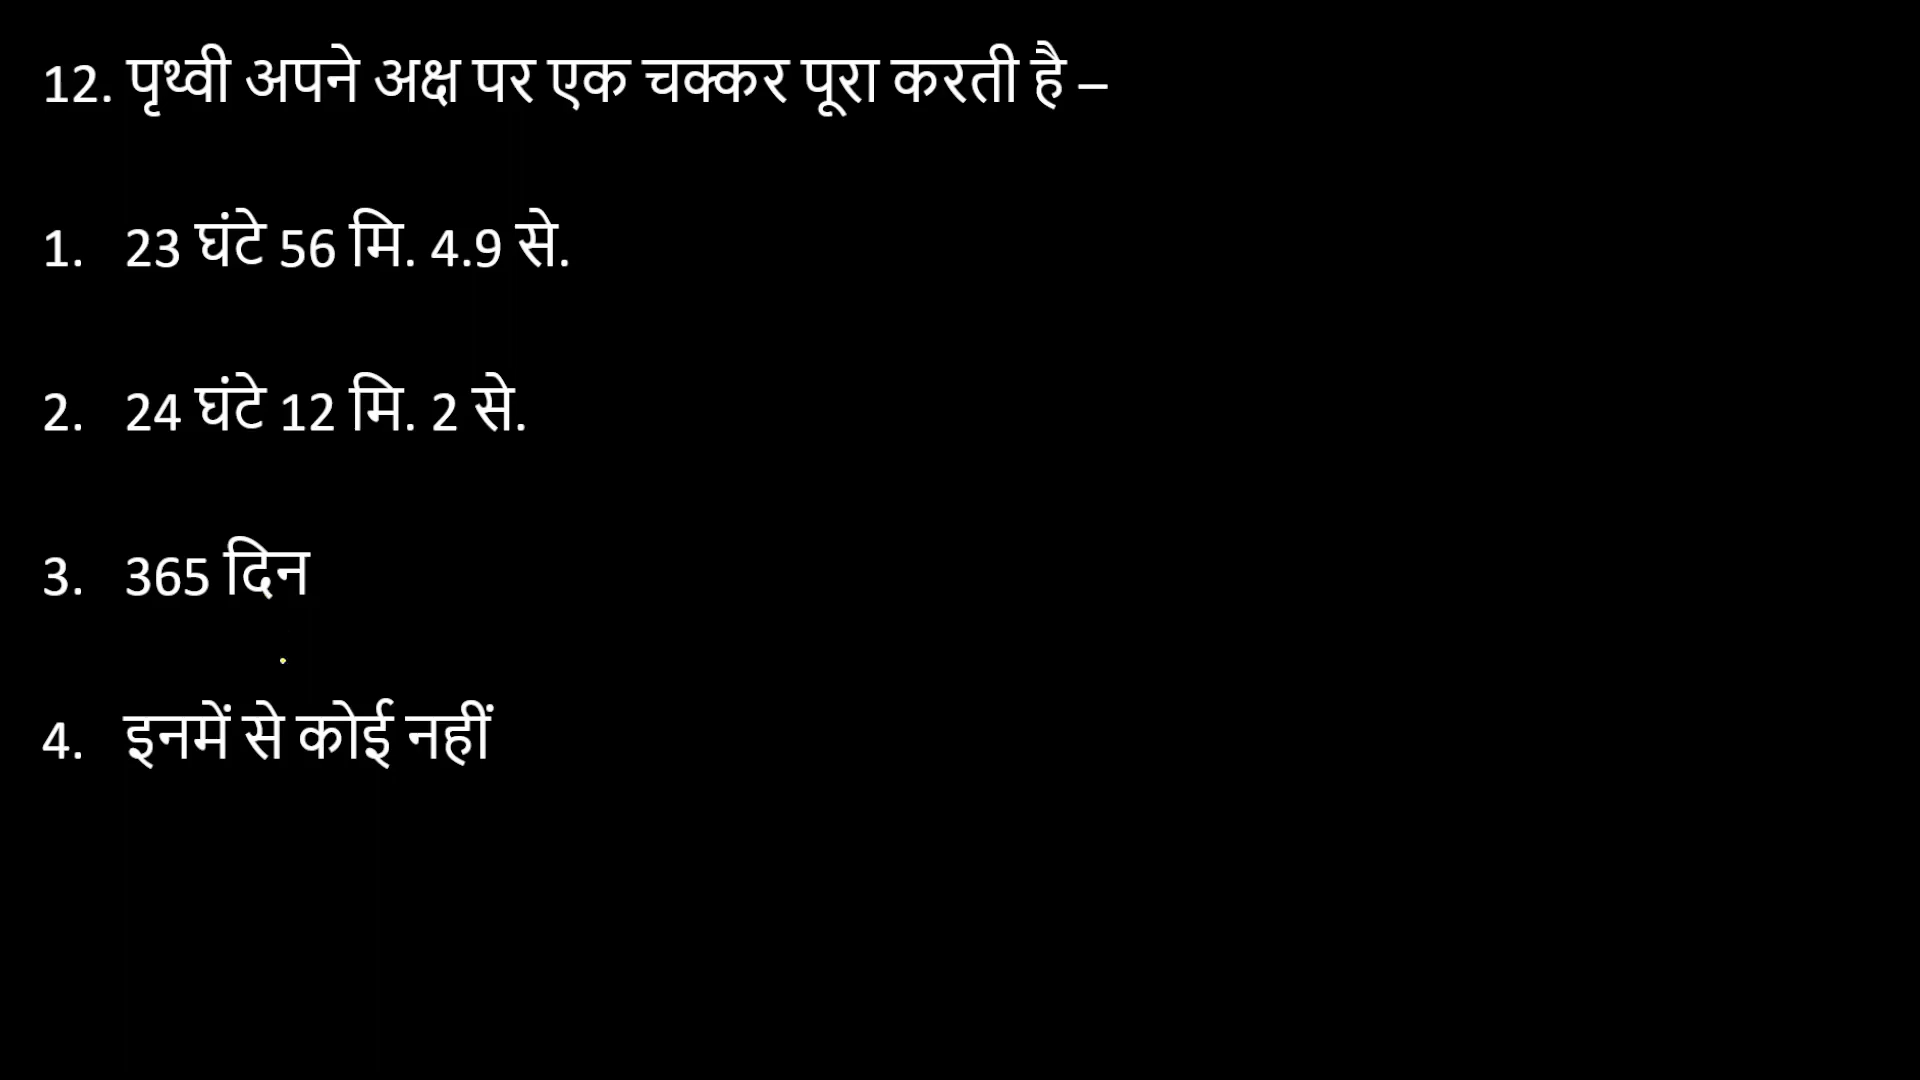 12. पृथ्वी अपने अक्ष पर एक चक्कर पूरा करती है –
1. 23 घंटे 56 मि. 4.9 से.
2. 24 घंटे 12 मि. 2 से.
3. 365 दिन
4. इनमें से कोई नहीं